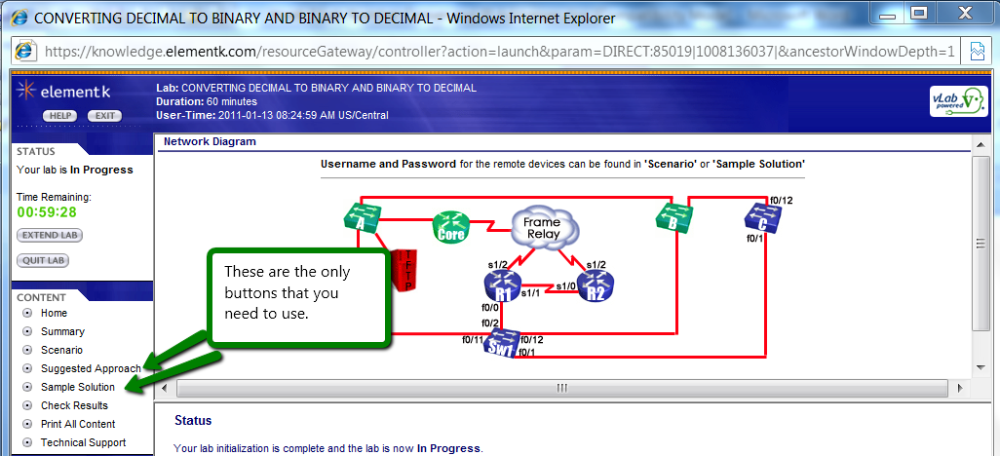 CONVERTING DECIMAL TO BINARY AND BINARY TO DECIMAL - Windows Internet Explorer
https://knowledge.elementk.com/resourceGateway/controller?action=launch&param=DIRECT:85019|1008136037|&ancestorWindowDepth=1
element k
HELP
EXIT
Lab: CONVERTING DECIMAL TO BINARY AND BINARY TO DECIMAL
Duration: 60 minutes
User-Time: 2011-01-13 08:24:59 AM US/Central
vLab
powered
V
STATUS
Your lab is In Progress
Time Remaining:
00:59:28
EXTEND LAB
QUIT LAB
CONTENT
Home
Summary
Scenario
Suggested Approach
Sample Solution
Check Results
Print All Content
Technical Support
These are the only
buttons that you
need to use.
Network Diagram
Username and Password for the remote devices can be found in 'Scenario' or 'Sample Solution'
A
Core
Frame
Relay
B
C
f0/12
f0/1
TFTP
s1/2
s1/2
R1
s1/1
s1/0
R2
f0/0
f0/2
f0/11
f0/12
Sw1
f0/1
Status
Your lab initialization is complete and the lab is now In Progress.